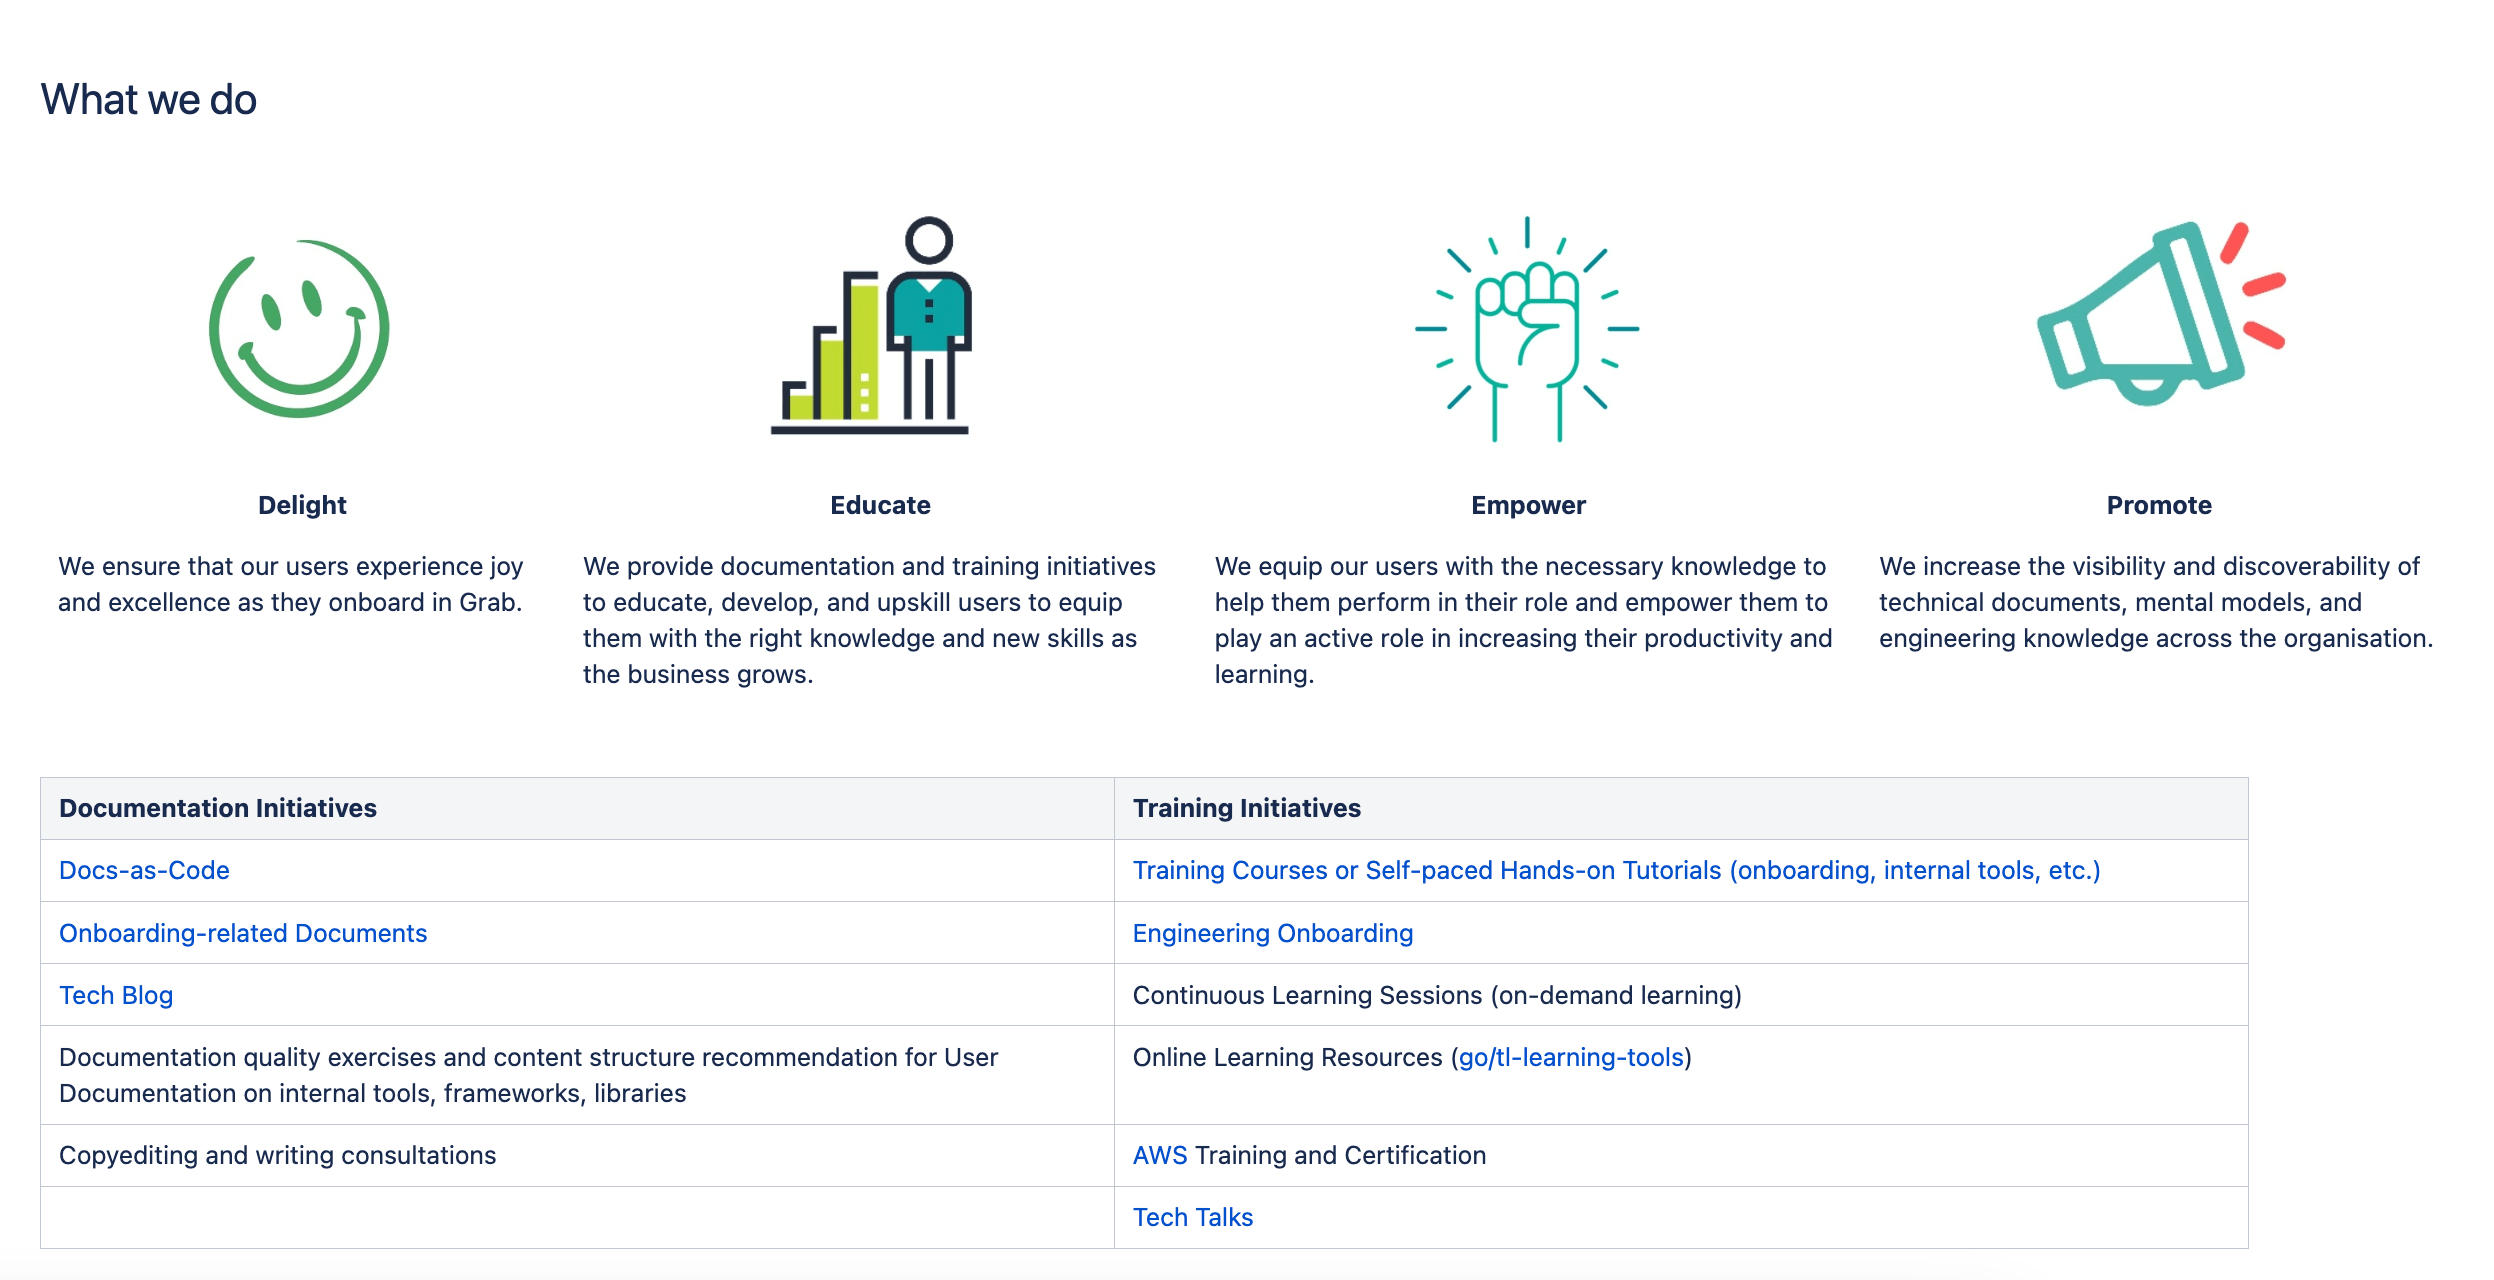 What we do
Delight
We ensure that our users experience joy
and excellence as they onboard in Grab.
Educate
We provide documentation and training initiatives
to educate, develop, and upskill users to equip
them with the right knowledge and new skills as
the business grows.
Empower
We equip our users with the necessary knowledge to
help them perform in their role and empower them to
play an active role in increasing their productivity and
learning.
Promote
We increase the visibility and discoverability of
technical documents, mental models, and
engineering knowledge across the organisation.
Documentation Initiatives
Training Initiatives
Docs-as-Code
Training Courses or Self-paced Hands-on Tutorials (onboarding, internal tools, etc.)
Onboarding-related Documents
Engineering Onboarding
Tech Blog
Continuous Learning Sessions (on-demand learning)
Documentation quality exercises and content structure recommendation for User
Documentation on internal tools, frameworks, libraries
Online Learning Resources (go/tl-learning-tools)
Copyediting and writing consultations
AWS Training and Certification
Tech Talks